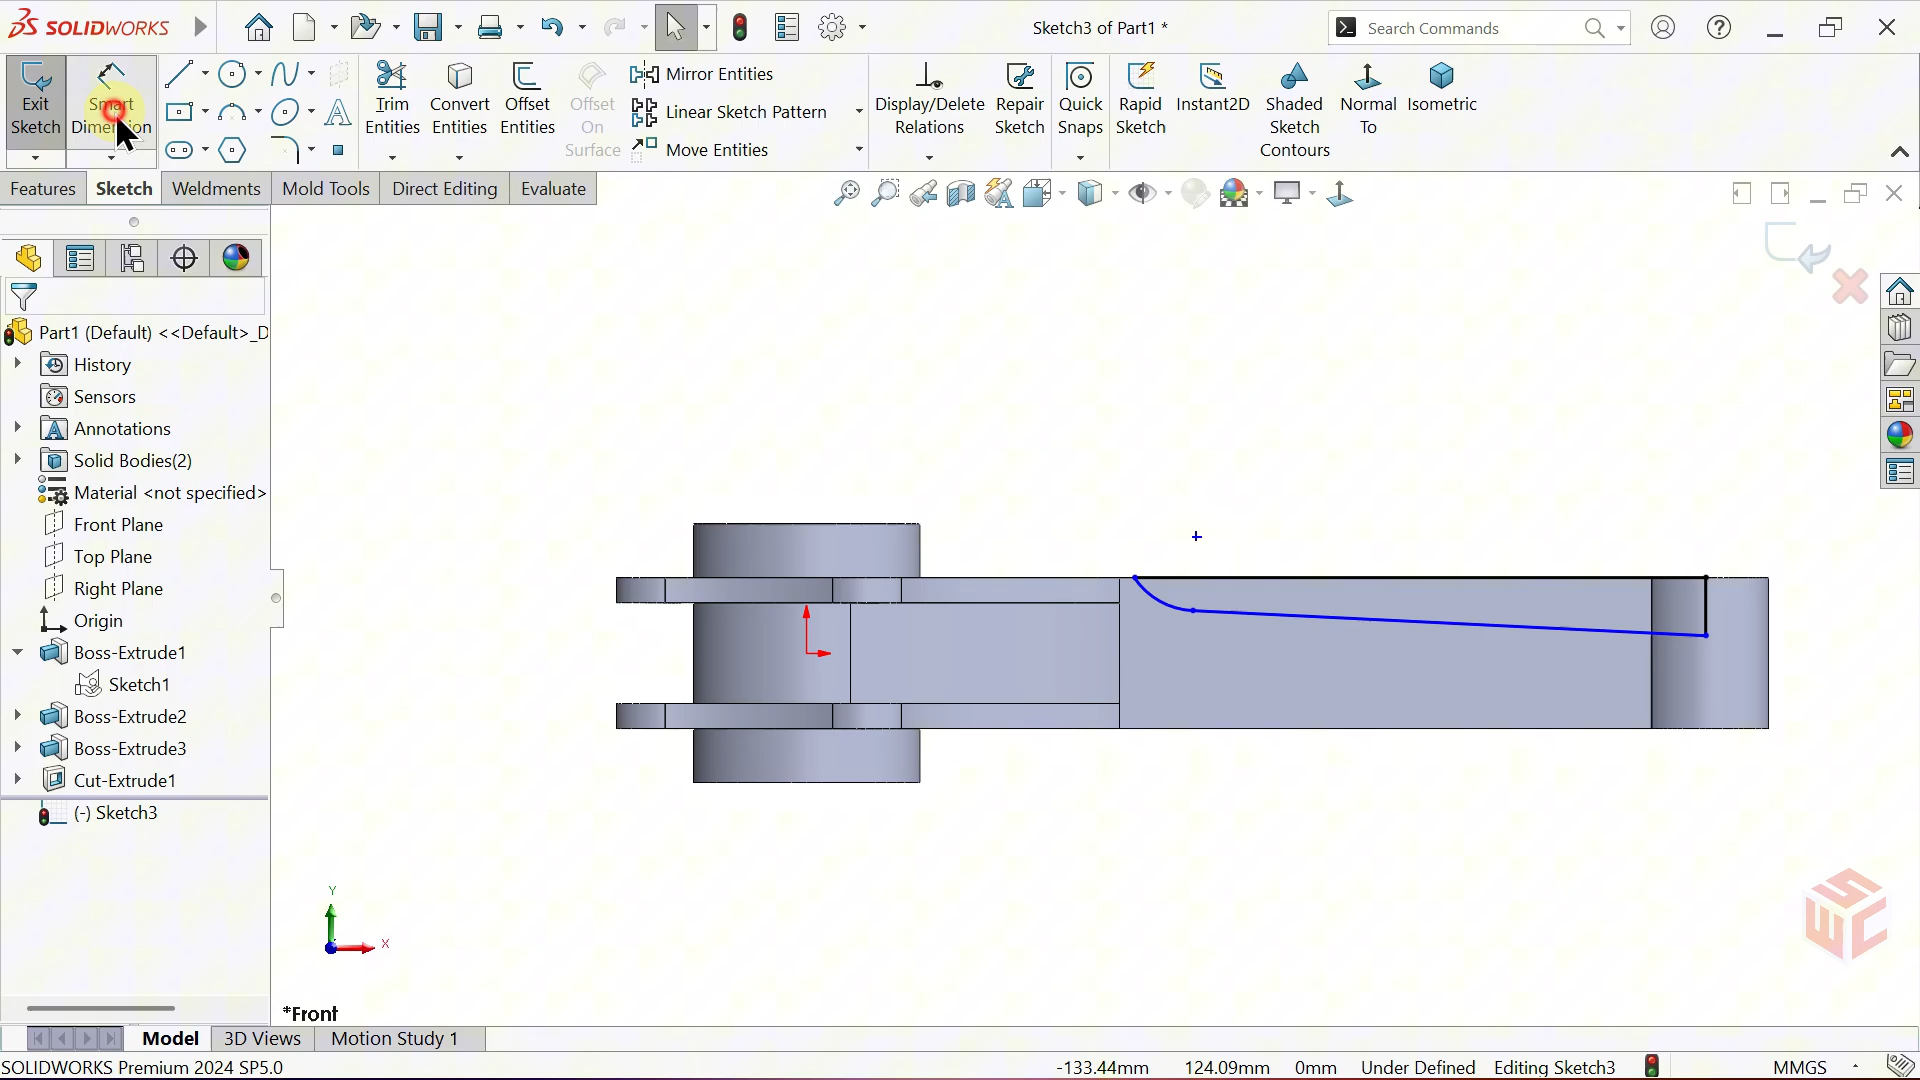 SOLIDWORKS
Sketch3 of Part1 *
Search Commands
Exit Sketch
Smart Dimension
Trim Entities
Convert Entities
Offset Entities
Offset On Surface
Mirror Entities
Linear Sketch Pattern
Move Entities
Display/Delete Relations
Repair Sketch
Quick Snaps
Rapid Sketch
Instant2D
Shaded Sketch Contours
Normal To
Isometric
Features
Sketch
Weldments
Mold Tools
Direct Editing
Evaluate
Part1 (Default) <<Default>_D
History
Sensors
Annotations
Solid Bodies(2)
Material <not specified>
Front Plane
Top Plane
Right Plane
Origin
Boss-Extrude1
Sketch1
Boss-Extrude2
Boss-Extrude3
Cut-Extrude1
(-) Sketch3
Y
X
*Front
SWC
Model
3D Views
Motion Study 1
SOLIDWORKS Premium 2024 SP5.0
-133.44mm
124.09mm
0mm
Under Defined
Editing Sketch3
MMGS